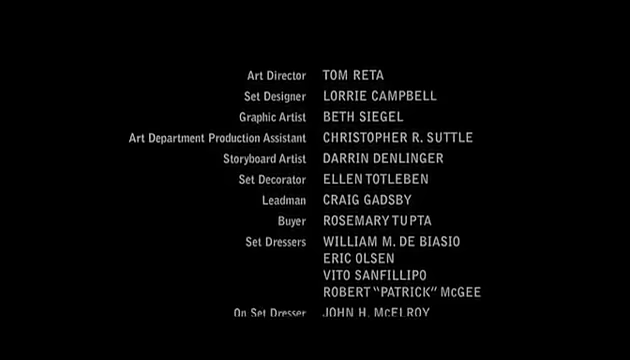 Art Director TOM RETA
Set Designer LORRIE CAMPBELL
Graphic Artist BETH SIEGEL
Art Department Production Assistant CHRISTOPHER R. SUTTLE
Storyboard Artist DARRIN DENLINGER
Set Decorator ELLEN TOTLEBEN
Leadman CRAIG GADSBY
Buyer ROSEMARY TUPTA
Set Dressers WILLIAM M. DE BIASIO
ERIC OLSEN
VITO SANFILLIPO
ROBERT "PATRICK" McGEE
On Set Dresser JOHN H. McELROY